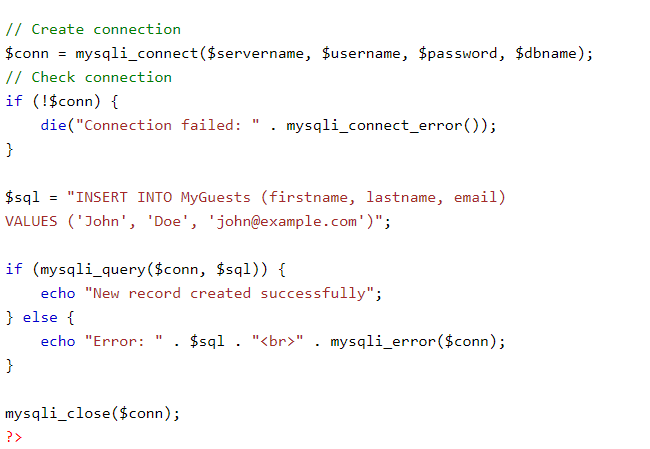 // Create connection
$conn = mysqli_connect($servername, $username, $password, $dbname);
// Check connection
if (!$conn) {
    die("Connection failed: " . mysqli_connect_error());
}

$sql = "INSERT INTO MyGuests (firstname, lastname, email)
VALUES ('John', 'Doe', 'john@example.com')";

if (mysqli_query($conn, $sql)) {
    echo "New record created successfully";
} else {
    echo "Error: " . $sql . "<br>" . mysqli_error($conn);
}

mysqli_close($conn);
?>